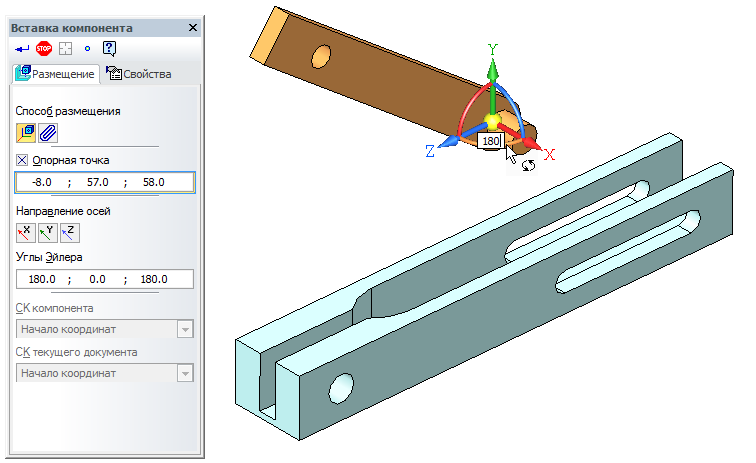 Вставка компонента
STOP
Размещение
Свойства
Способ размещения
Опорная точка
-8.0 ; 57.0 ; 58.0
Направление осей
X Y Z
Углы Эйлера
180.0 ; 0.0 ; 180.0
СК компонента
Начало координат
СК текущего документа
Начало координат
Y
Z
180
X